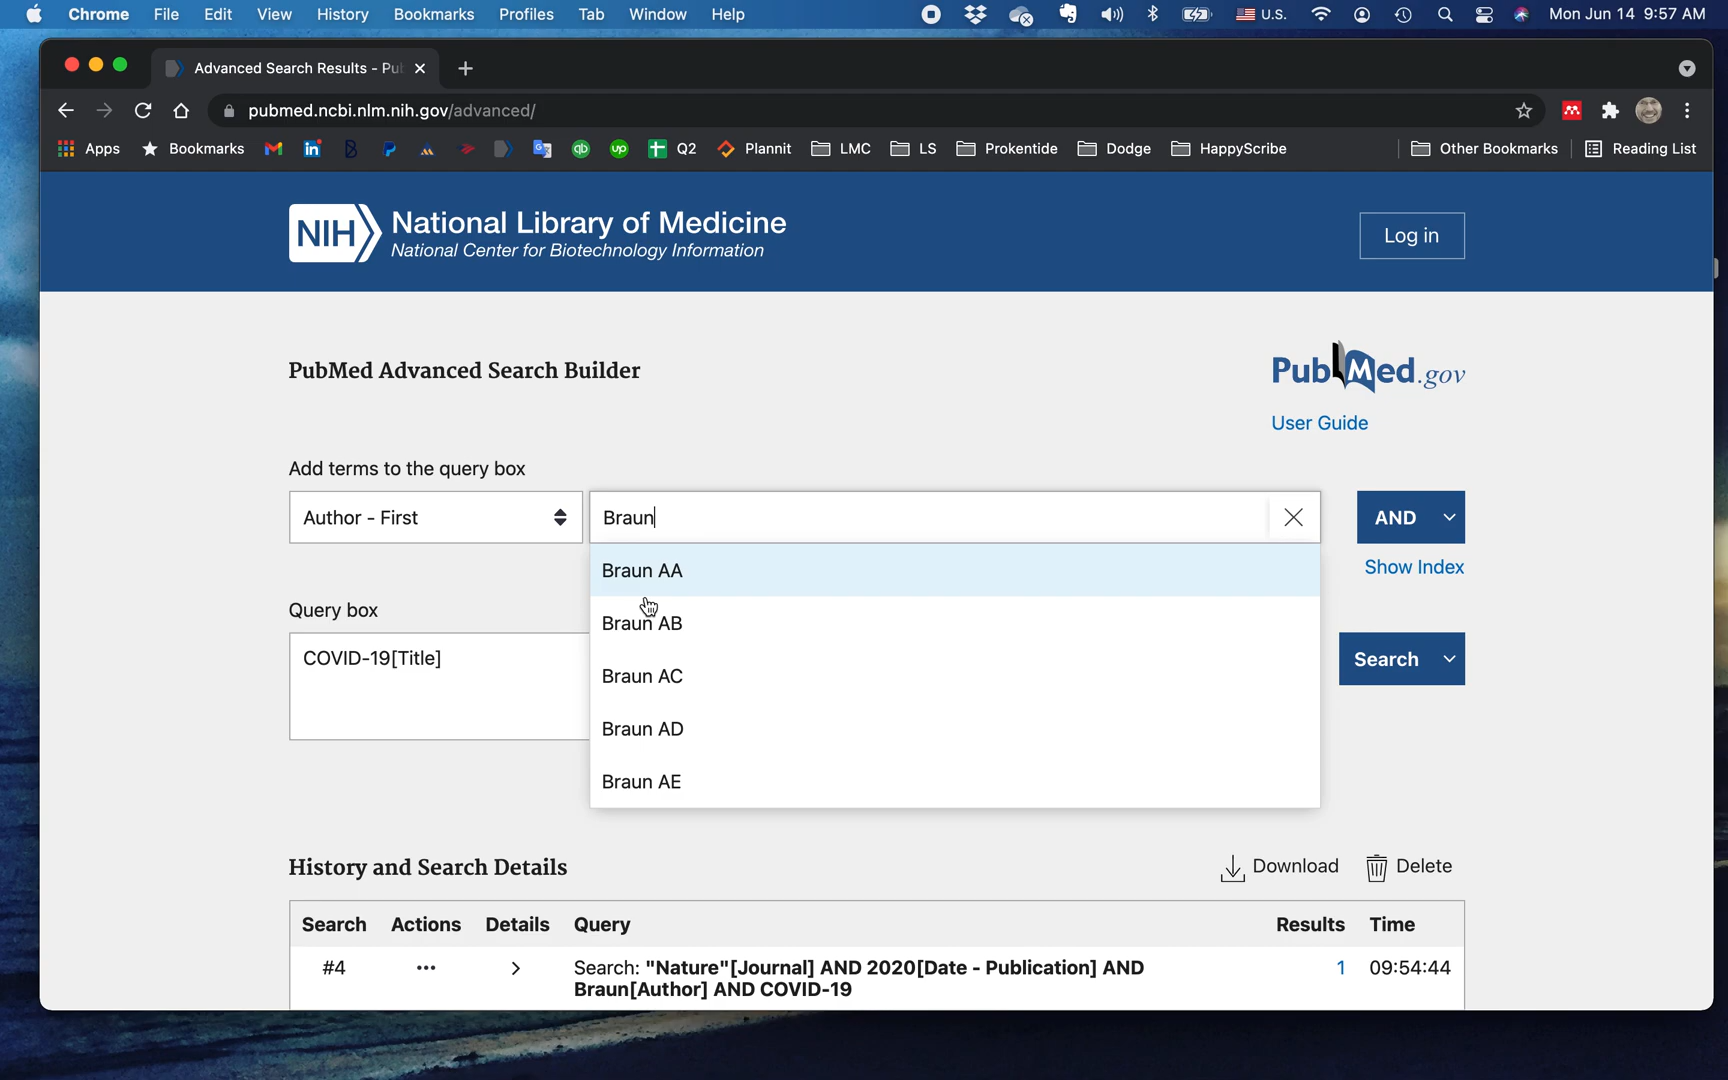 Chrome File Edit View History Bookmarks Profiles Tab Window Help U.S. Mon Jun 14 9:57 AM
Advanced Search Results - Pu
pubmed.ncbi.nlm.nih.gov/advanced/
Apps Bookmarks Q2 Plannit LMC LS Prokentide Dodge HappyScribe Other Bookmarks Reading List
NIH National Library of Medicine
National Center for Biotechnology Information
Log in
PubMed Advanced Search Builder
PubMed.gov
User Guide
Add terms to the query box
Author - First Braun AND
Braun AA
Show Index
Query box
Braun AB
COVID-19[Title]
Search
Braun AC
Braun AD
Braun AE
History and Search Details Download Delete
Search Actions Details Query Results Time
#4 ••• Search: "Nature"[Journal] AND 2020[Date - Publication] AND 1 09:54:44
Braun[Author] AND COVID-19